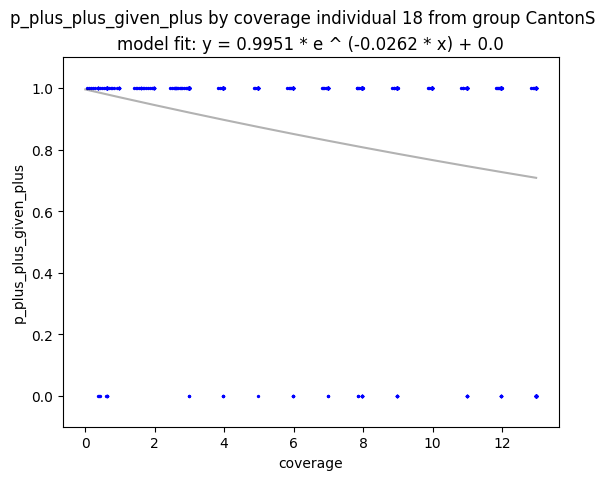 p_plus_plus_given_plus by coverage individual 18 from group CantonS
model fit: y = 0.9951 * e ^ (-0.0262 * x) + 0.0
1.0
0.8
0.6
0.4
0.2
0.0
p_plus_plus_given_plus
0 2 4 6 8 10 12
coverage